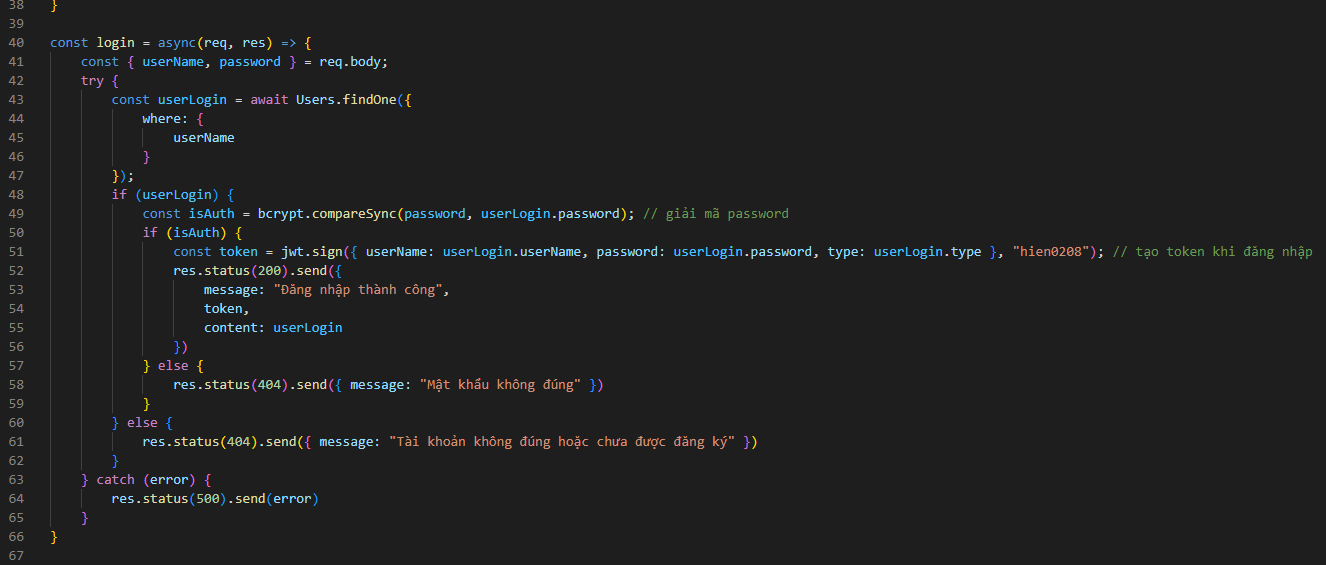 38 }
39
40 const login = async(req, res) => {
41     const { userName, password } = req.body;
42     try {
43         const userLogin = await Users.findOne({
44             where: {
45                 userName
46             }
47         });
48         if (userLogin) {
49             const isAuth = bcrypt.compareSync(password, userLogin.password); // giải mã password
50             if (isAuth) {
51                 const token = jwt.sign({ userName: userLogin.userName, password: userLogin.password, type: userLogin.type }, "hien0208"); // tạo token khi đăng nhập
52                 res.status(200).send({
53                     message: "Đăng nhập thành công",
54                     token,
55                     content: userLogin
56                 })
57             } else {
58                 res.status(404).send({ message: "Mật khẩu không đúng" })
59             }
60         } else {
61             res.status(404).send({ message: "Tài khoản không đúng hoặc chưa được đăng ký" })
62         }
63     } catch (error) {
64         res.status(500).send(error)
65     }
66 }
67